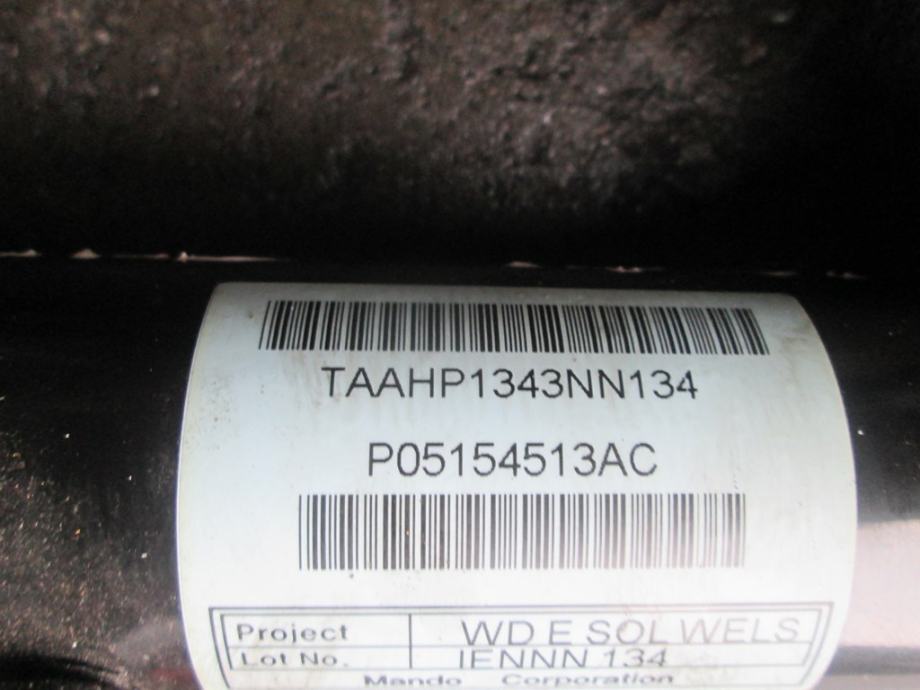 TAAHP1343NN134
P05154513AC
Project WD E SOL WELS
Lot No. IENNN 134
Mando Corporation